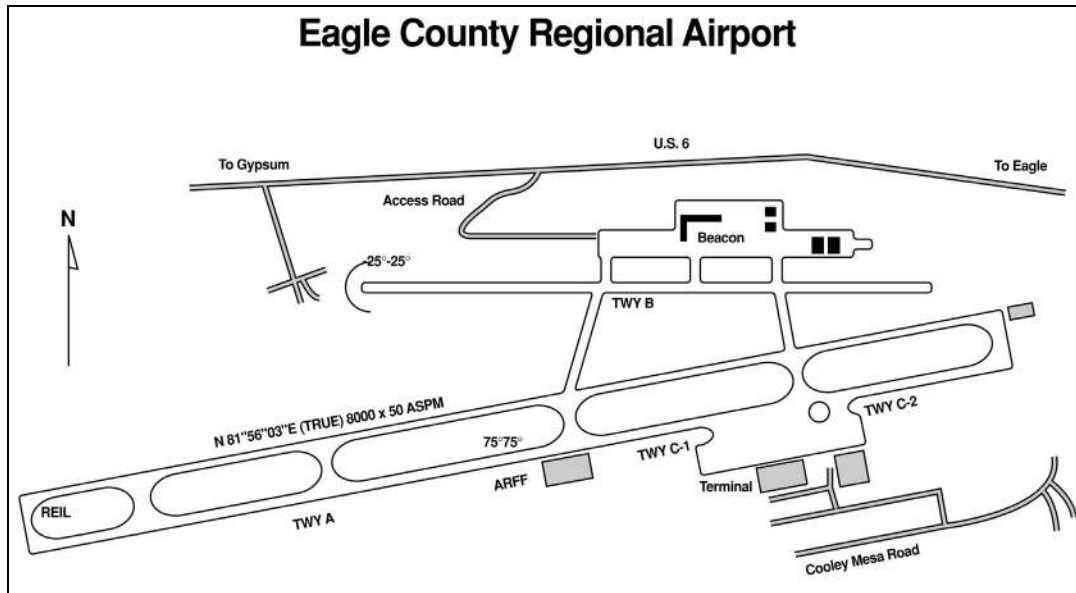 Eagle County Regional Airport
U.S. 6
To Gypsum
To Eagle
Access Road
N
Beacon
-25°-25°
TWY B
N 81"56"03"E (TRUE) 8000 x 50 ASPM
TWY C-2
75°75°
TWY C-1
ARFF
Terminal
REIL
TWY A
Cooley Mesa Road